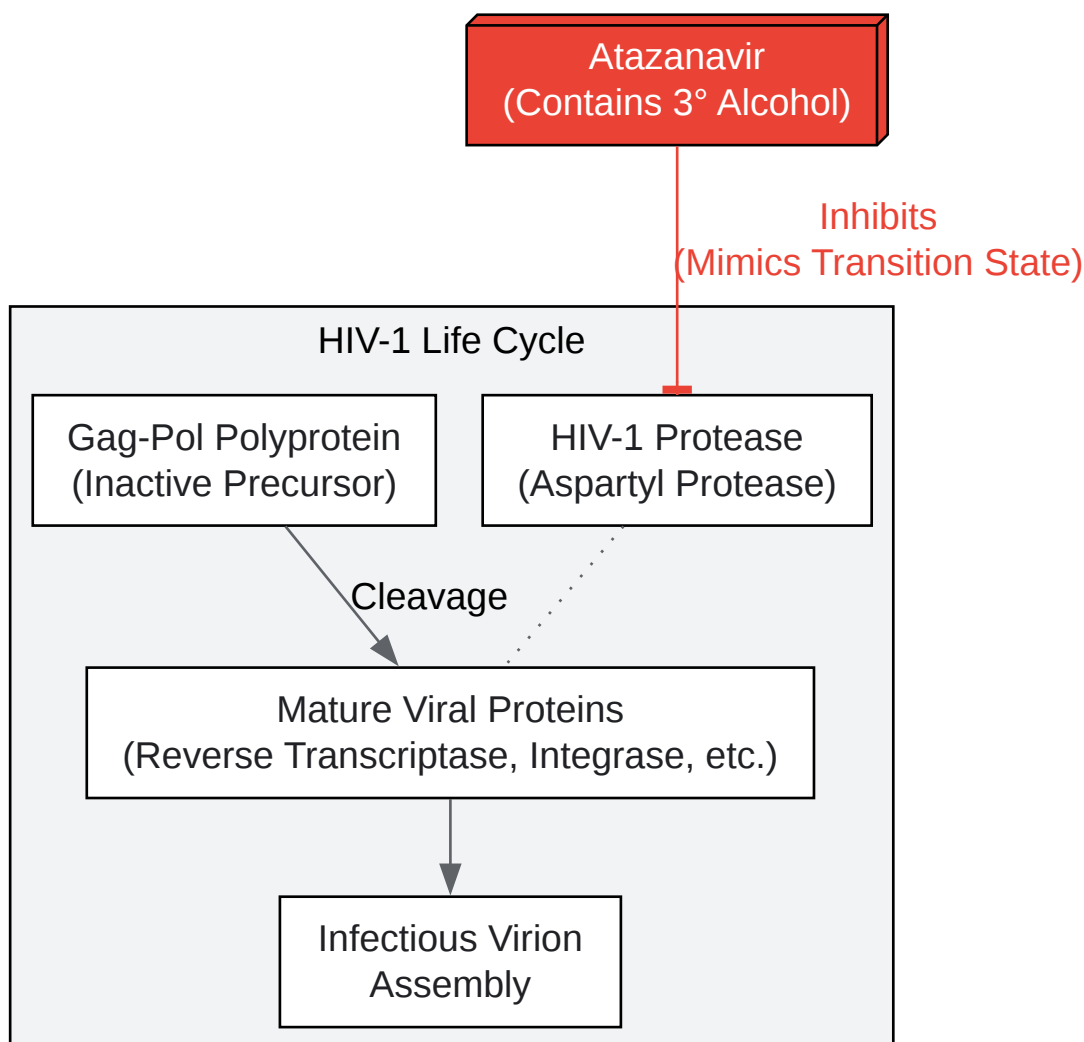 Atazanavir
(Contains 3° Alcohol)
Inhibits
(Mimics Transition State)
HIV-1 Life Cycle
Gag-Pol Polyprotein
(Inactive Precursor)
HIV-1 Protease
(Aspartyl Protease)
Cleavage
Mature Viral Proteins
(Reverse Transcriptase, Integrase, etc.)
Infectious Virion
Assembly